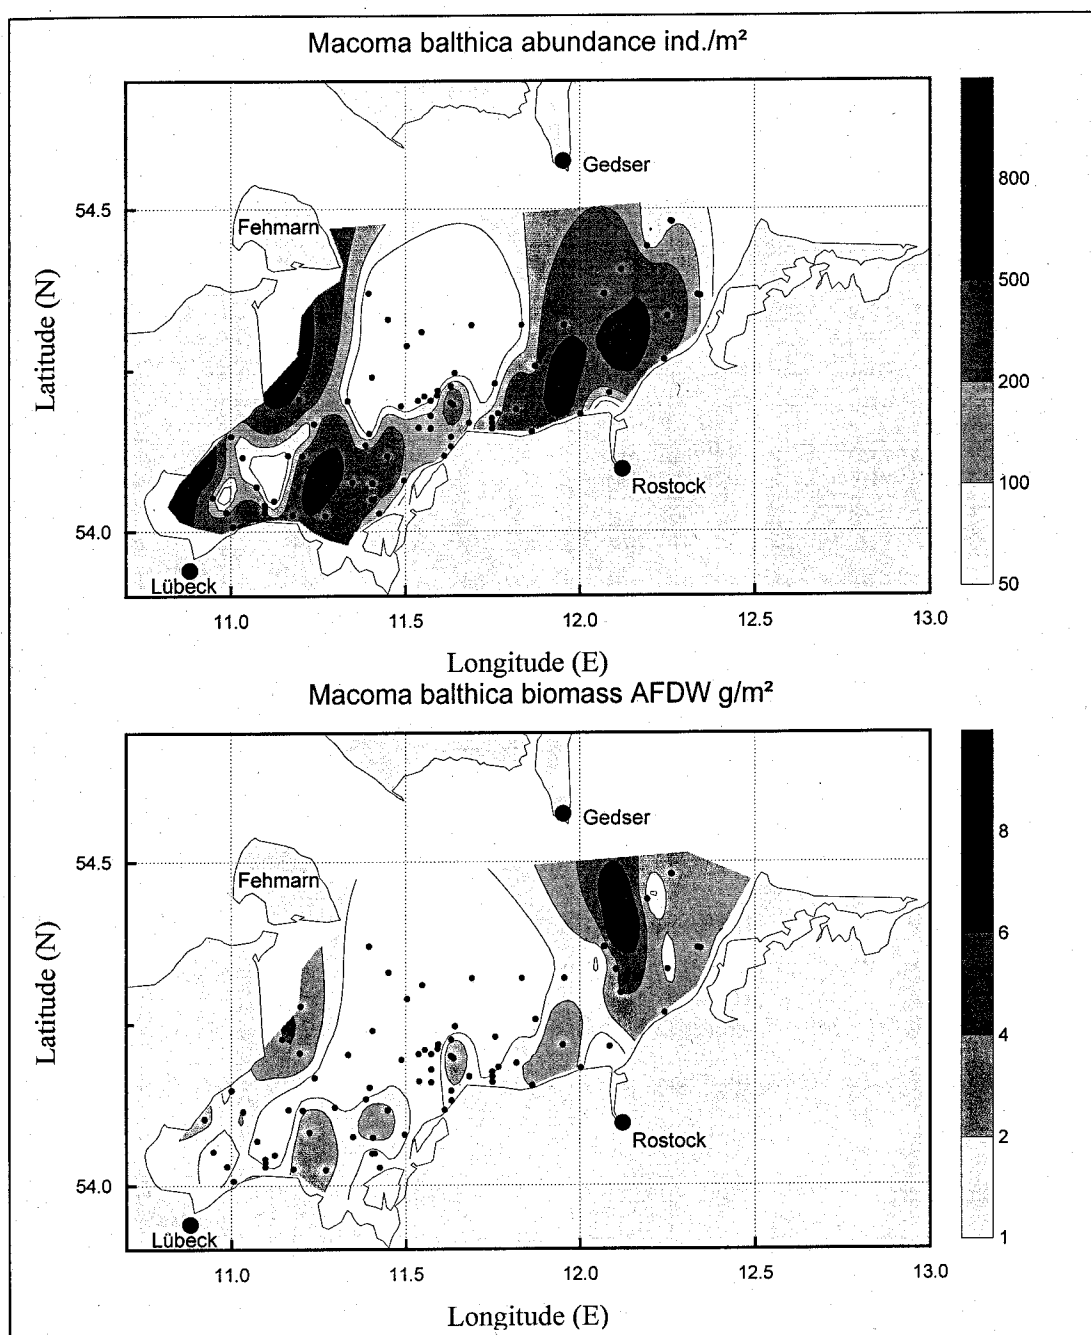 Macoma balthica abundance ind./m²
Gedser
Fehmarn
Rostock
Lübeck
54.5
54.0
Latitude (N)
11.0 11.5 12.0 12.5 13.0
Longitude (E)
800
500
200
100
50
Macoma balthica biomass AFDW g/m²
Gedser
Fehmarn
Rostock
Lübeck
54.5
54.0
Latitude (N)
11.0 11.5 12.0 12.5 13.0
Longitude (E)
8
6
4
2
1